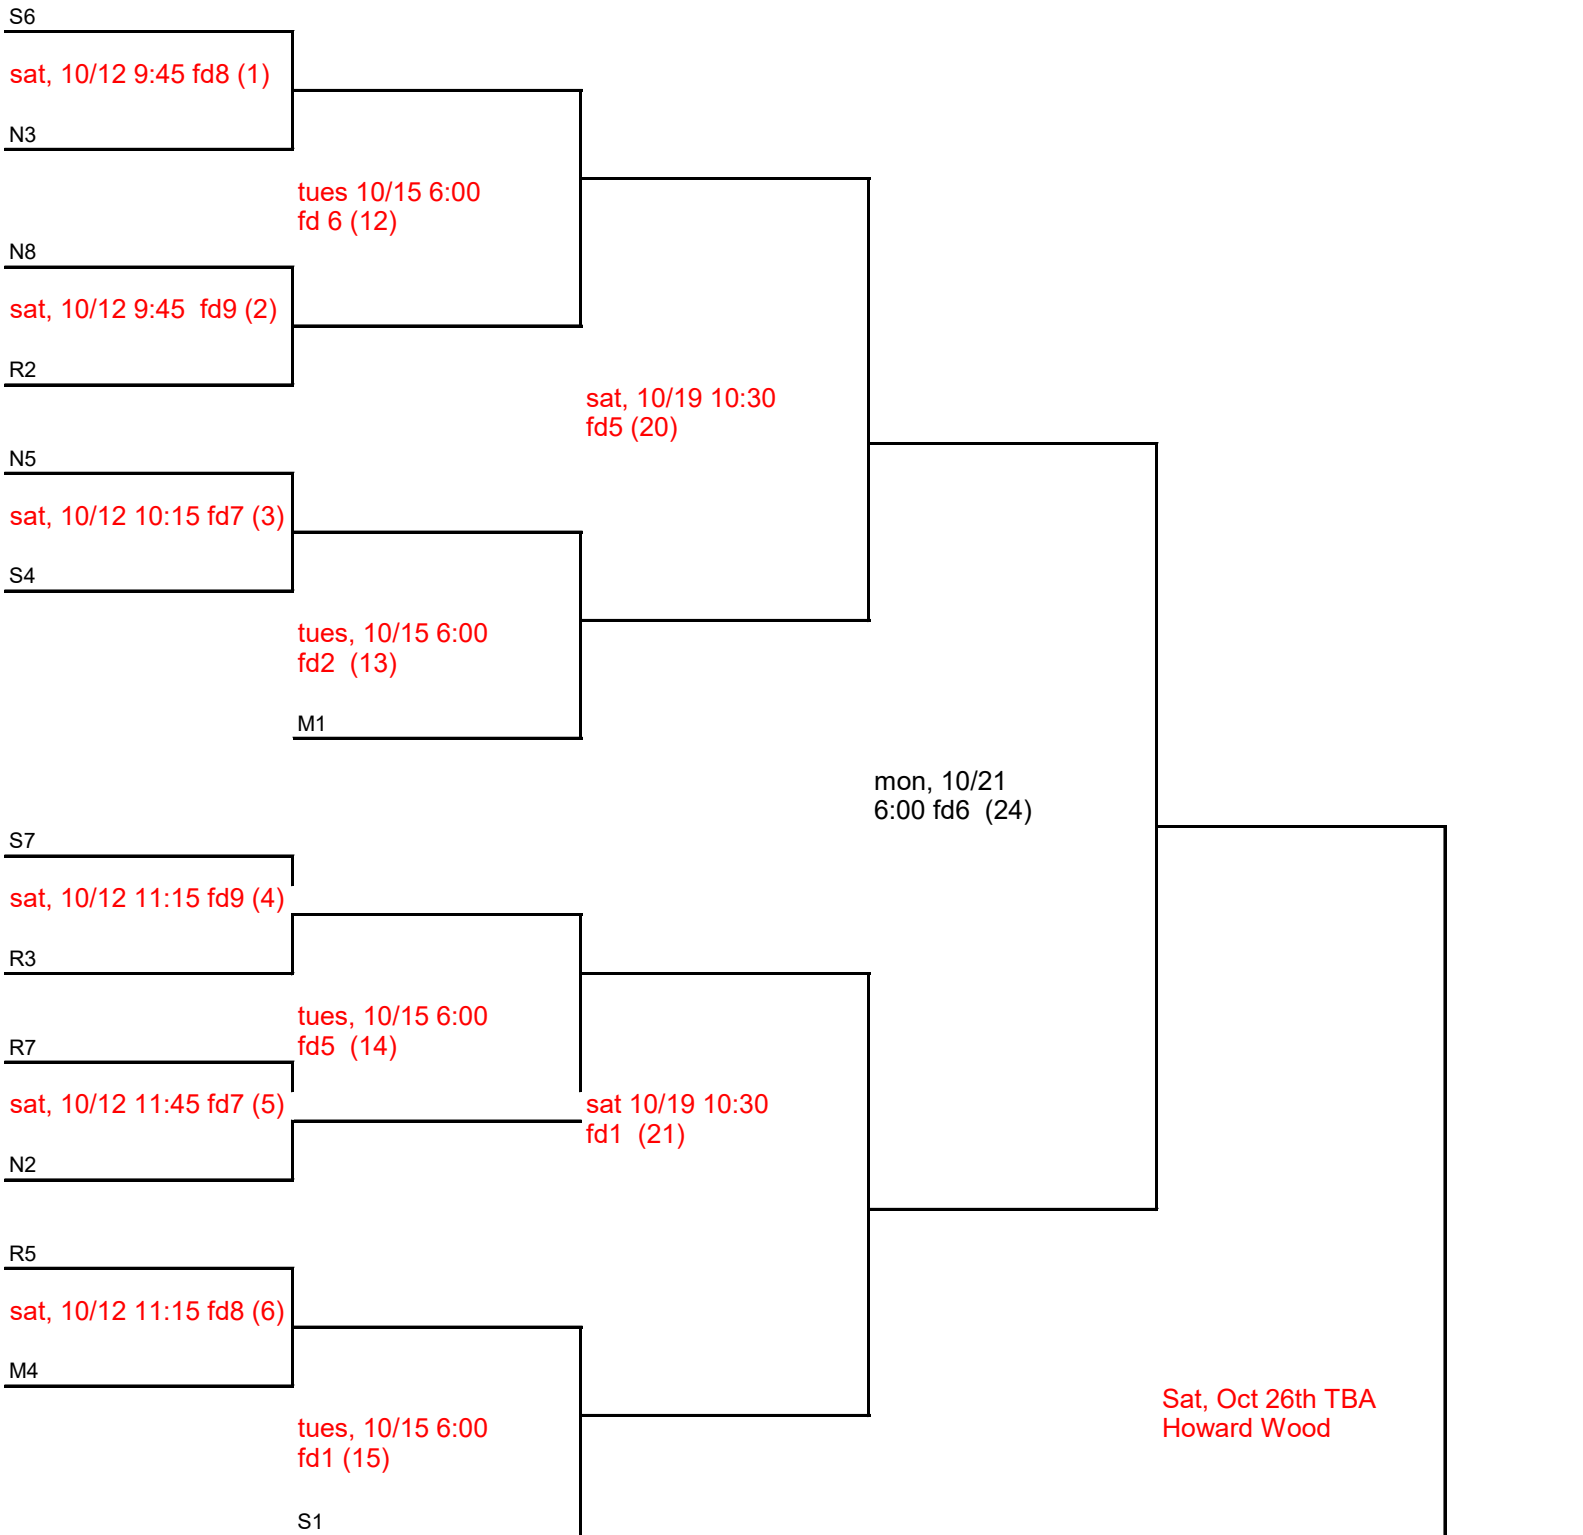 S6
sat, 10/12 9:45 fd8 (1)
N3
tues 10/15 6:00
fd 6 (12)
N8
sat, 10/12 9:45  fd9 (2)
R2
sat, 10/19 10:30
fd5 (20)
N5
sat, 10/12 10:15 fd7 (3)
S4
tues, 10/15 6:00
fd2  (13)
M1
mon, 10/21
6:00 fd6  (24)
S7
sat, 10/12 11:15 fd9 (4)
R3
tues, 10/15 6:00
fd5  (14)
R7
sat, 10/12 11:45 fd7 (5)
sat 10/19 10:30
fd1  (21)
N2
R5
sat, 10/12 11:15 fd8 (6)
M4
Sat, Oct 26th TBA
Howard Wood
tues, 10/15 6:00
fd1 (15)
S1